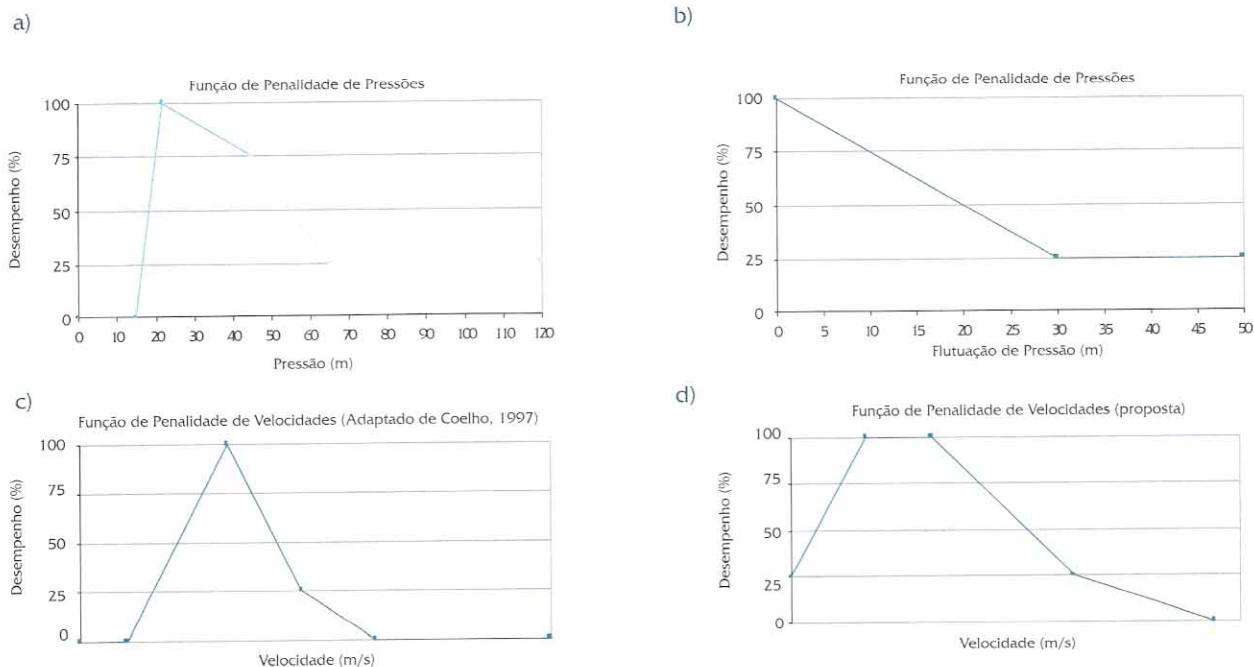 a)
Função de Penalidade de Pressões
100
75
50
25
0
Desempenho (%)
0 10 20 30 40 50 60 70 80 90 100 110 120
Pressão (m)
b)
Função de Penalidade de Pressões
100
75
50
25
0
Desempenho (%)
0 5 10 15 20 25 30 35 40 45 50
Flutuação de Pressão (m)
c)
Função de Penalidade de Velocidades (Adaptado de Coelho, 1997)
100
75
50
25
0
Desempenho (%)
Velocidade (m/s)
d)
Função de Penalidade de Velocidades (proposta)
100
75
50
25
0
Desempenho (%)
Velocidade (m/s)